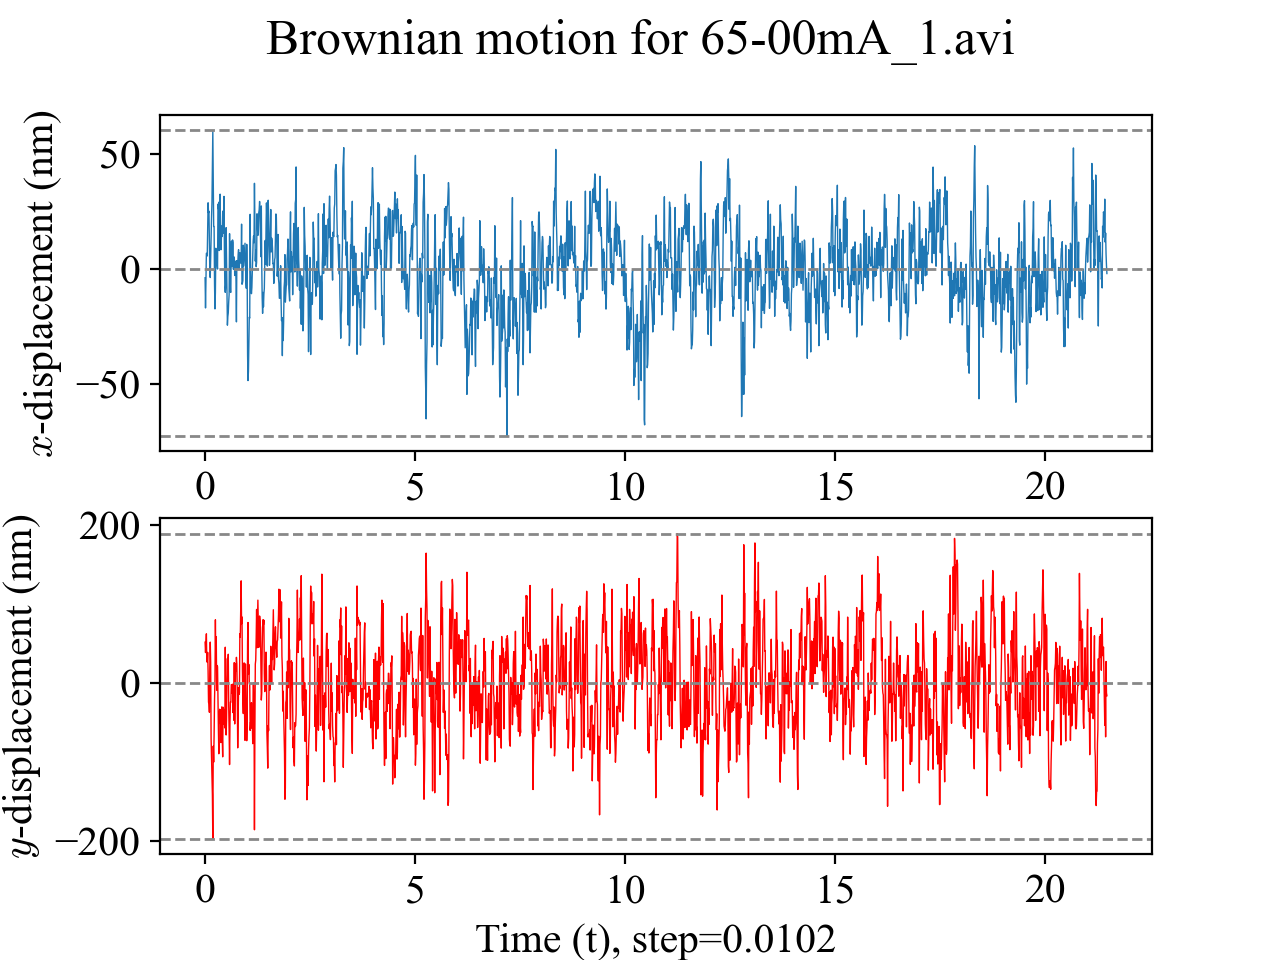 Brownian motion for 65-00mA_1.avi
x-displacement (nm)
50
0
−50
0 5 10 15 20
y-displacement (nm)
200
0
−200
0 5 10 15 20
Time (t), step=0.0102